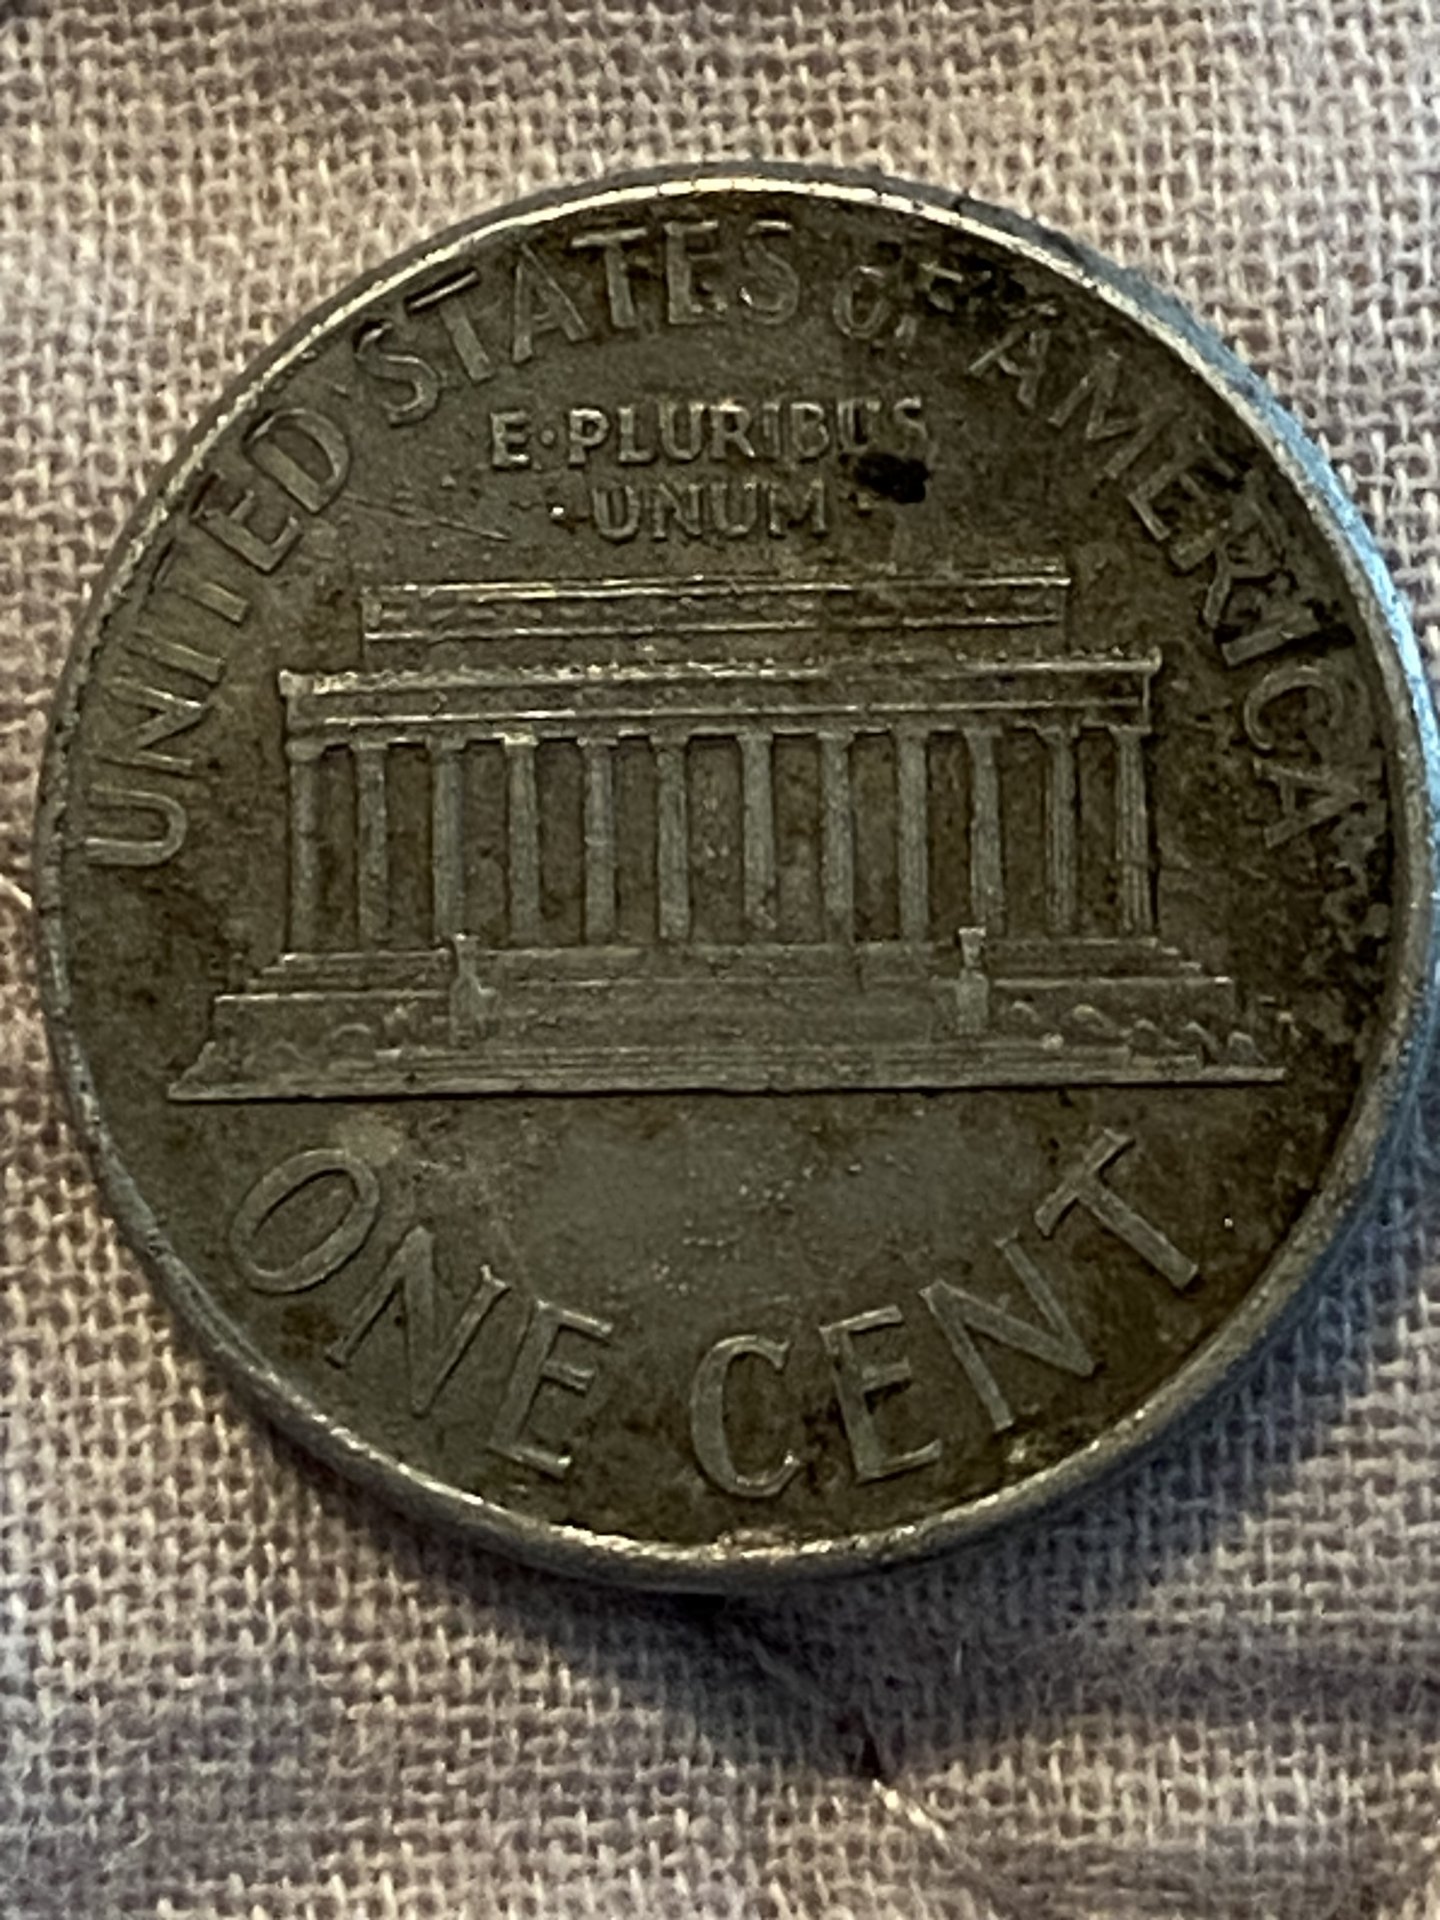 UNITED STATES OF AMERICA
E·PLURIBUS
·UNUM·
ONE CENT